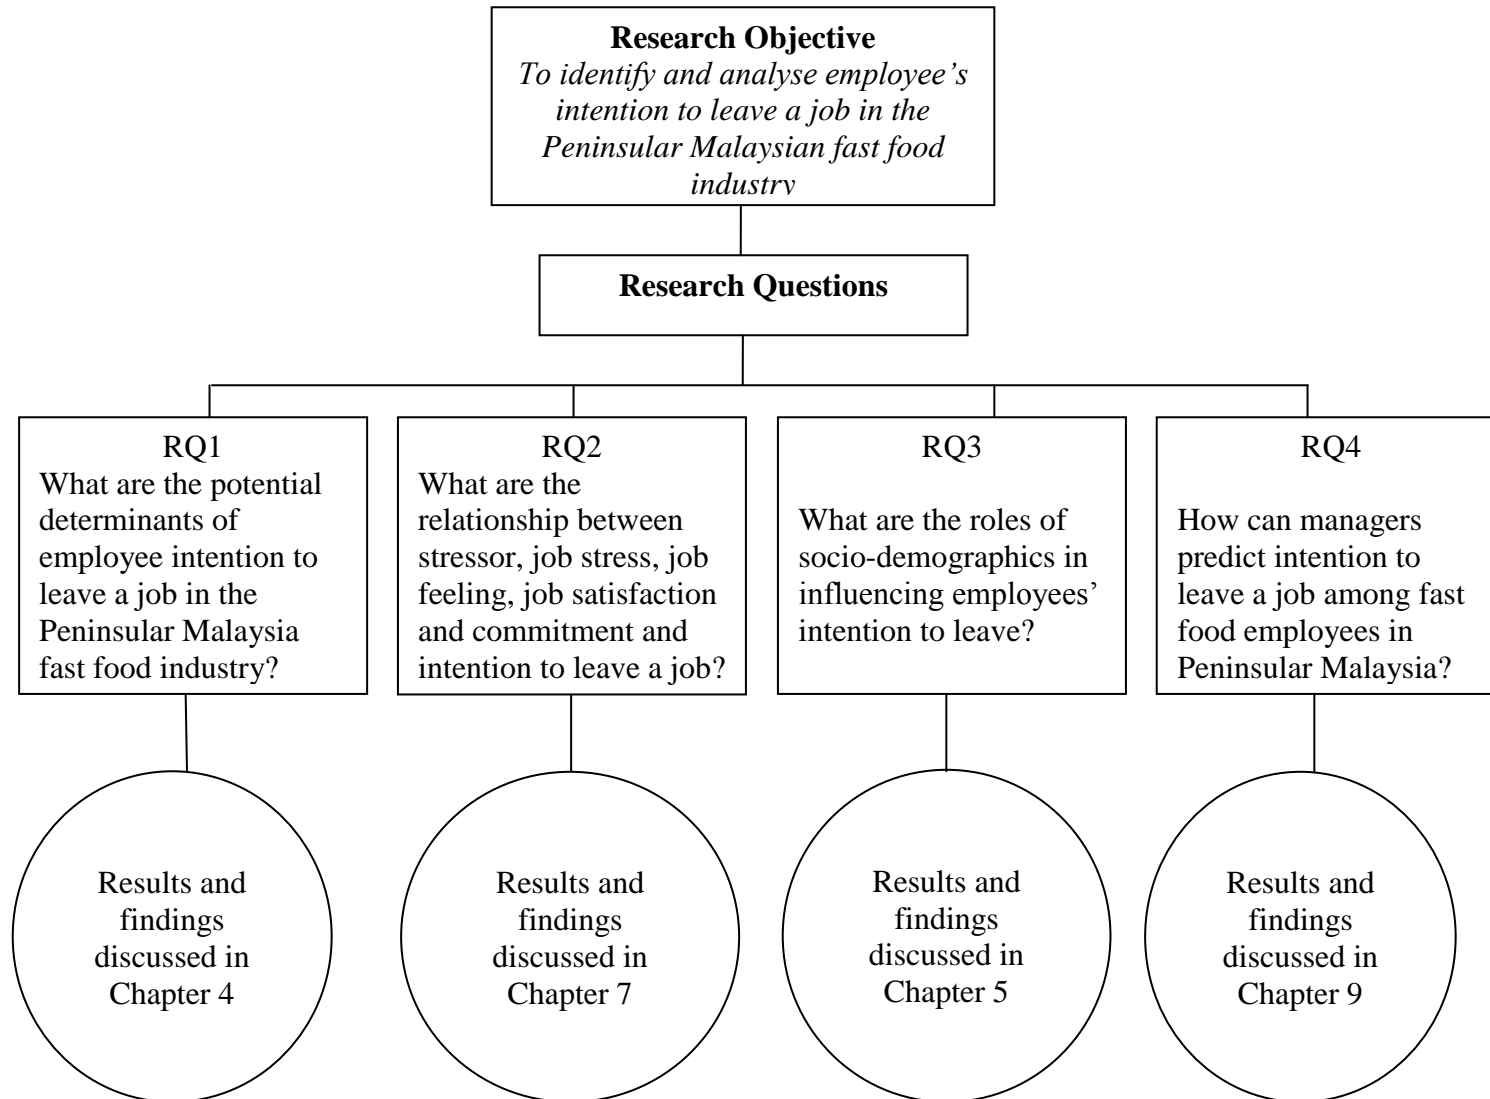 Research Objective
To identify and analyse employee’s
intention to leave a job in the
Peninsular Malaysian fast food
industry
Research Questions
RQ1
What are the potential
determinants of
employee intention to
leave a job in the
Peninsular Malaysia
fast food industry?
RQ2
What are the
relationship between
stressor, job stress, job
feeling, job satisfaction
and commitment and
intention to leave a job?
RQ3
What are the roles of
socio-demographics in
influencing employees’
intention to leave?
RQ4
How can managers
predict intention to
leave a job among fast
food employees in
Peninsular Malaysia?
Results and
findings
discussed in
Chapter 4
Results and
findings
discussed in
Chapter 7
Results and
findings
discussed in
Chapter 5
Results and
findings
discussed in
Chapter 9